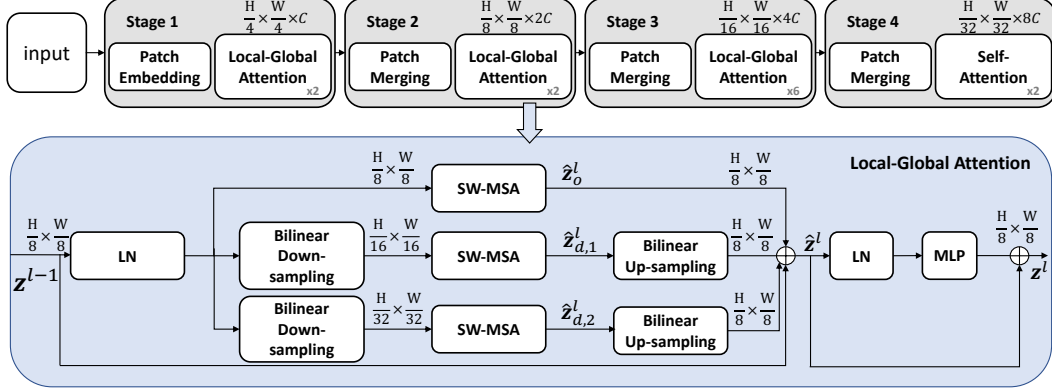 input
Stage 1
H/4 × W/4 ×C
Patch
Embedding
Local-Global
Attention
x2
Stage 2
H/8 × W/8 ×2C
Patch
Merging
Local-Global
Attention
x2
Stage 3
H/16 × W/16 ×4C
Patch
Merging
Local-Global
Attention
x6
Stage 4
H/32 × W/32 ×8C
Patch
Merging
Self-
Attention
x2
Local-Global Attention
H/8 × W/8
z^{l−1}
LN
H/8 × W/8
SW-MSA
ẑ_o^l
H/8 × W/8
Bilinear
Down-
sampling
H/16 × W/16
SW-MSA
ẑ_{d,1}^l
Bilinear
Up-sampling
H/8 × W/8
Bilinear
Down-
sampling
H/32 × W/32
SW-MSA
ẑ_{d,2}^l
Bilinear
Up-sampling
H/8 × W/8
ẑ^l
LN
MLP
H/8 × W/8
z^l